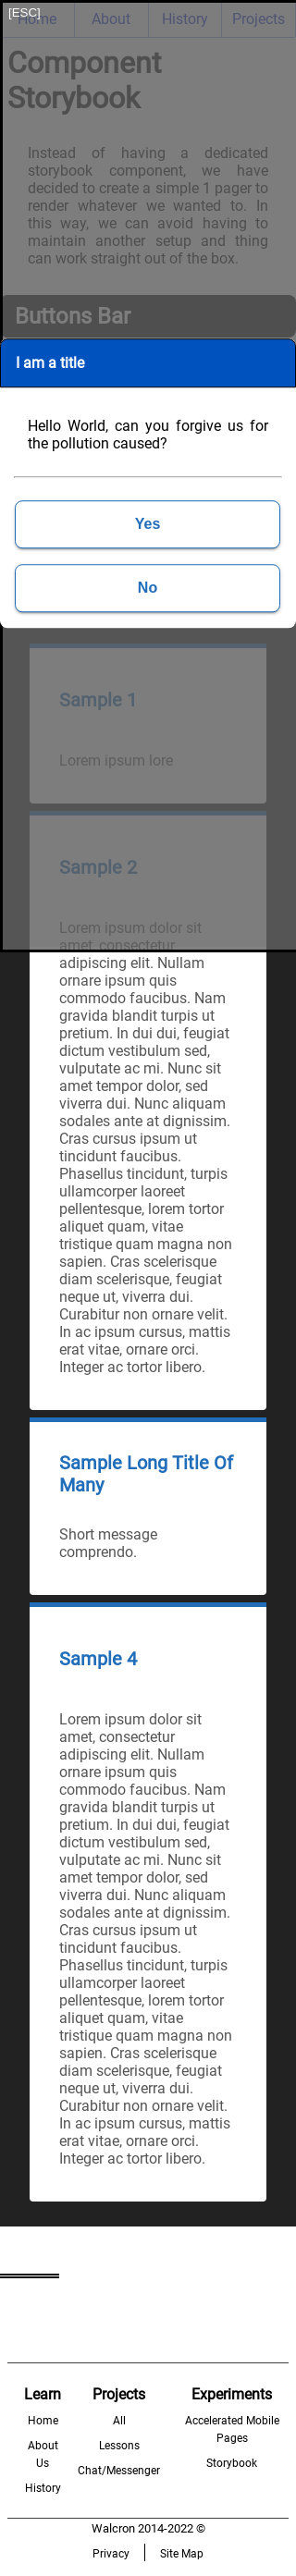 [ESC]
Home About History Projects
Component
Storybook
Instead of having a dedicated
storybook component, we have
decided to create a simple 1 pager to
render whatever we wanted to. In
this way, we can avoid having to
maintain another setup and thing
can work straight out of the box.
Buttons Bar
I am a title
Hello World, can you forgive us for
the pollution caused?
Yes
No
Sample 1
Lorem ipsum lore
Sample 2
Lorem ipsum dolor sit
amet, consectetur
adipiscing elit. Nullam
ornare ipsum quis
commodo faucibus. Nam
gravida blandit turpis ut
pretium. In dui dui, feugiat
dictum vestibulum sed,
vulputate ac mi. Nunc sit
amet tempor dolor, sed
viverra dui. Nunc aliquam
sodales ante at dignissim.
Cras cursus ipsum ut
tincidunt faucibus.
Phasellus tincidunt, turpis
ullamcorper laoreet
pellentesque, lorem tortor
aliquet quam, vitae
tristique quam magna non
sapien. Cras scelerisque
diam scelerisque, feugiat
neque ut, viverra dui.
Curabitur non ornare velit.
In ac ipsum cursus, mattis
erat vitae, ornare orci.
Integer ac tortor libero.
Sample Long Title Of
Many
Short message
comprendo.
Sample 4
Lorem ipsum dolor sit
amet, consectetur
adipiscing elit. Nullam
ornare ipsum quis
commodo faucibus. Nam
gravida blandit turpis ut
pretium. In dui dui, feugiat
dictum vestibulum sed,
vulputate ac mi. Nunc sit
amet tempor dolor, sed
viverra dui. Nunc aliquam
sodales ante at dignissim.
Cras cursus ipsum ut
tincidunt faucibus.
Phasellus tincidunt, turpis
ullamcorper laoreet
pellentesque, lorem tortor
aliquet quam, vitae
tristique quam magna non
sapien. Cras scelerisque
diam scelerisque, feugiat
neque ut, viverra dui.
Curabitur non ornare velit.
In ac ipsum cursus, mattis
erat vitae, ornare orci.
Integer ac tortor libero.
Learn
Home
About
Us
History
Projects
All
Lessons
Chat/Messenger
Experiments
Accelerated Mobile
Pages
Storybook
Walcron 2014-2022 ©
Privacy Site Map